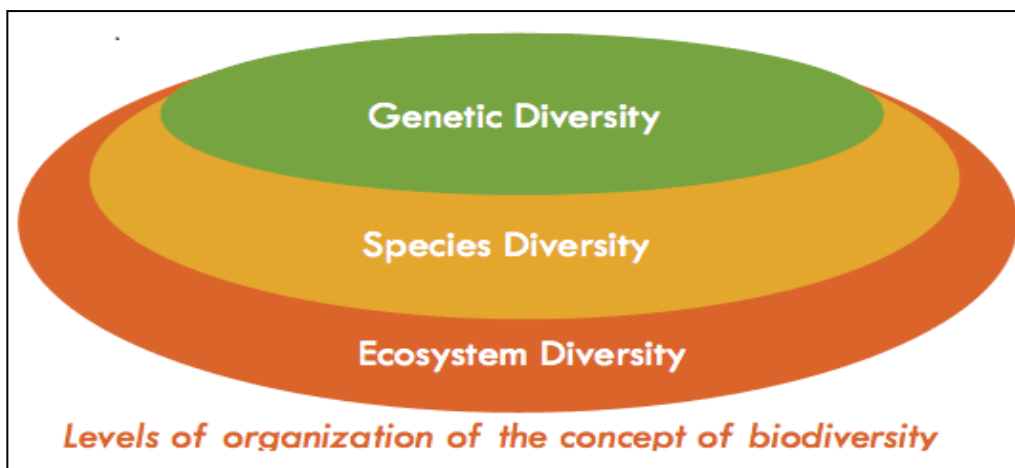 Genetic Diversity
Species Diversity
Ecosystem Diversity
Levels of organization of the concept of biodiversity